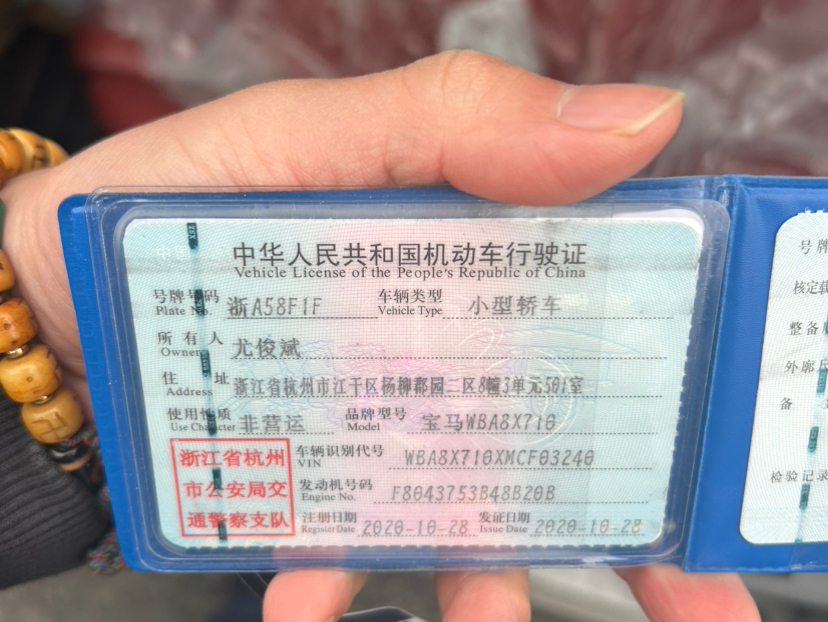 中华人民共和国机动车行驶证
Vehicle License of the People's Republic of China
号牌号码 浙A58F1F 车辆类型 小型轿车
Plate No. Vehicle Type
所有人 尤俊斌
Owner
住址 浙江省杭州市江干区杨柳郡园二区8幢3单元501室
Address
使用性质 非营运 品牌型号 宝马WBA8X710
Use Character Model
浙江省杭州
市公安局交
通警察支队
车辆识别代号 WBA8X710XMCF03240
VIN
发动机号码 F8043753B48B20B
Engine No.
注册日期 2020-10-28 发证日期 2020-10-28
Register Date Issue Date
号牌
核定载
整备
外廓尺
备
检验记录